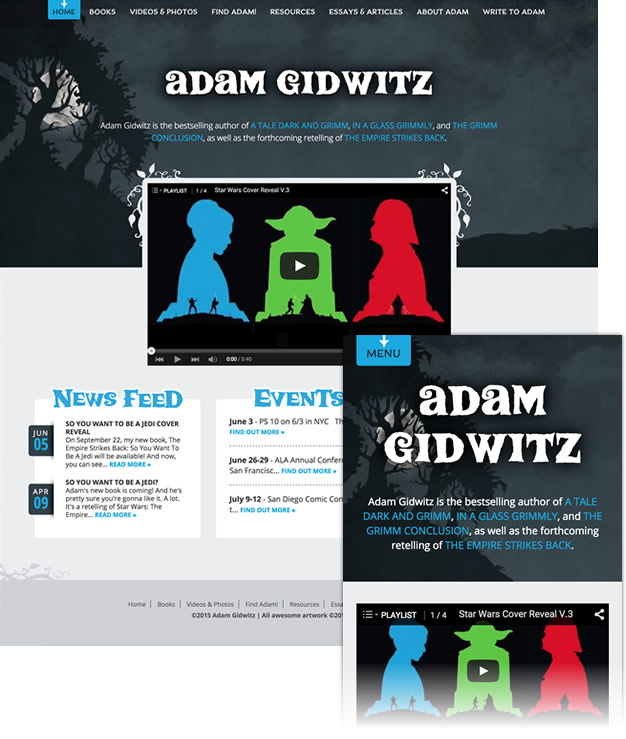 HOME BOOKS VIDEOS & PHOTOS FIND ADAM! RESOURCES ESSAYS & ARTICLES ABOUT ADAM WRITE TO ADAM
ADAM GIDWITZ
Adam Gidwitz is the bestselling author of A TALE DARK AND GRIMM, IN A GLASS GRIMMLY, and THE GRIMM
CONCLUSION, as well as the forthcoming retelling of THE EMPIRE STRIKES BACK.
PLAYLIST 1 / 4 Star Wars Cover Reveal V.3
0:00 / 0:40
NEWS FEED
JUN
05
SO YOU WANT TO BE A JEDI COVER
REVEAL
On September 22, my new book, The
Empire Strikes Back: So You Want To
Be A Jedi will be available! And now,
you can see... READ MORE »
APR
09
SO YOU WANT TO BE A JEDI?
Adam's new book is coming! And he's
pretty sure you're gonna like it. A lot.
It's a retelling of Star Wars: The
Empire... READ MORE »
EVENTS
June 3 - PS 10 on 6/3 in NYC Th
FIND OUT MORE »
June 26-29 - ALA Annual Confere
San Francisc... FIND OUT MORE »
July 9-12 - San Diego Comic Con
t... FIND OUT MORE »
Home | Books | Videos & Photos | Find Adam! | Resources | Essa
©2015 Adam Gidwitz | All awesome artwork ©201
MENU
ADAM
GIDWITZ
Adam Gidwitz is the bestselling author of A TALE
DARK AND GRIMM, IN A GLASS GRIMMLY, and THE
GRIMM CONCLUSION, as well as the forthcoming
retelling of THE EMPIRE STRIKES BACK.
PLAYLIST 1 / 4 Star Wars Cover Reveal V.3